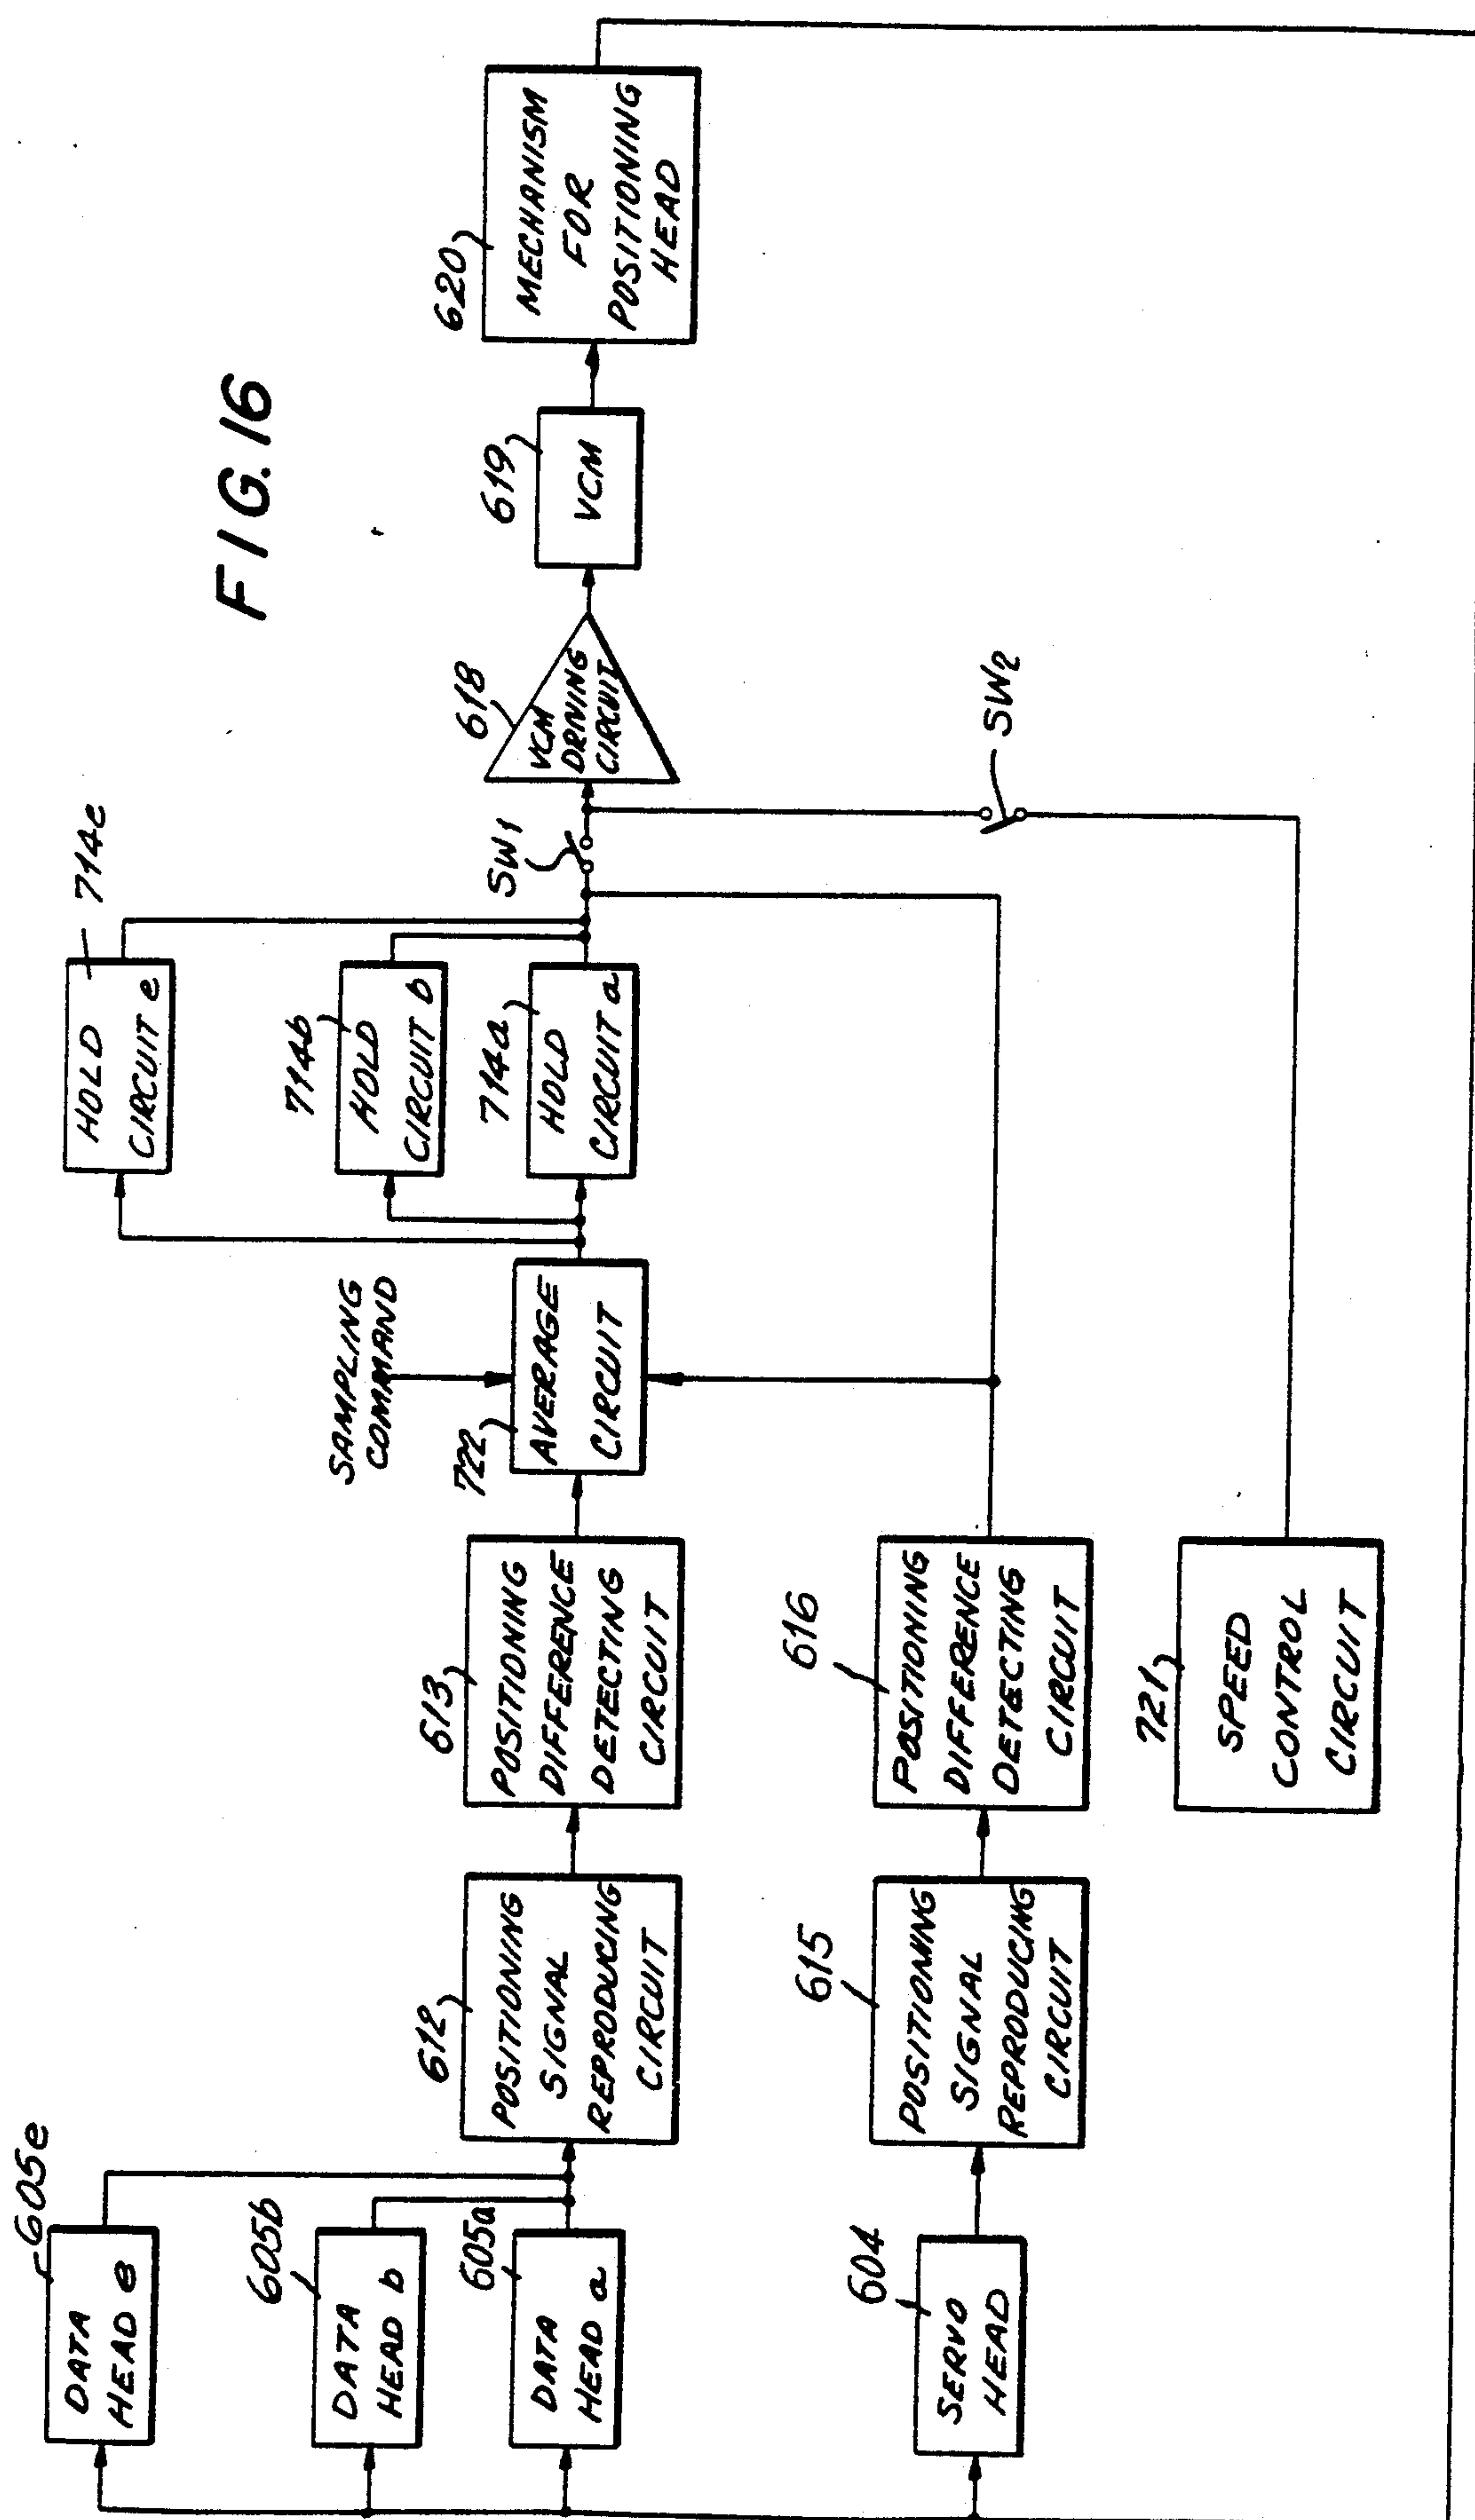 FIG.16
605e
DATA
HEAD e
605b
DATA
HEAD b
605a
DATA
HEAD a
604
SERVO
HEAD
612
POSITIONING
SIGNAL
REPRODUCING
CIRCUIT
615
POSITIONING
SIGNAL
REPRODUCING
CIRCUIT
613
POSITIONING
DIFFERENCE
DETECTING
CIRCUIT
616
POSITIONING
DIFFERENCE
DETECTING
CIRCUIT
721
SPEED
CONTROL
CIRCUIT
SAMPLING
COMMAND
722
AVERAGE
CIRCUIT
714e
HOLD
CIRCUIT e
714b
HOLD
CIRCUIT b
714a
HOLD
CIRCUIT a
SW1
SW2
618
VCM
DRIVING
CIRCUIT
619
VCM
620
MECHANISM
FOR
POSITIONING
HEAD